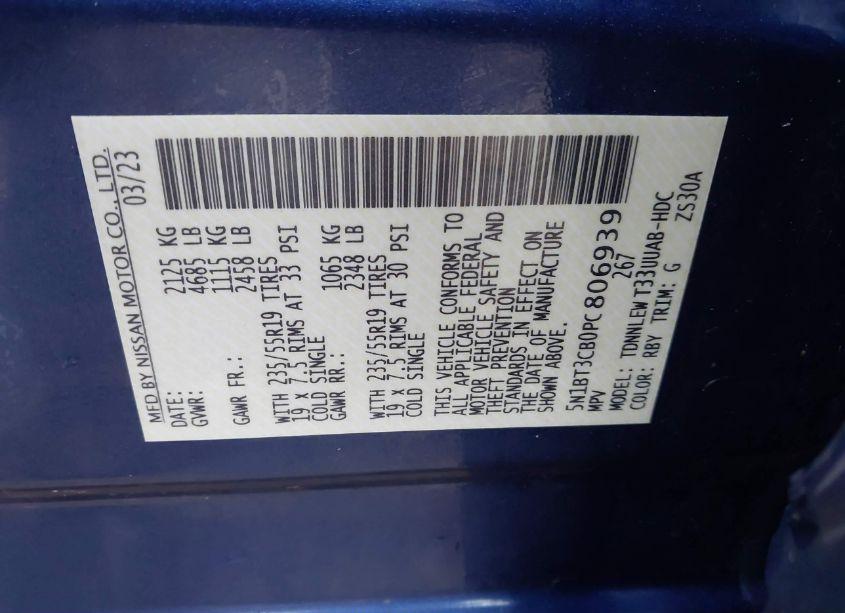 MFD BY NISSAN MOTOR CO., LTD.
DATE: 03/23
GVWR: 2125 KG
4685 LB
GAWR FR.: 1115 KG
2458 LB
WITH 235/55R19 TIRES
19 x 7.5 RIMS AT 33 PSI
COLD SINGLE
GAWR RR.: 1065 KG
2348 LB
WITH 235/55R19 TIRES
19 x 7.5 RIMS AT 30 PSI
COLD SINGLE
THIS VEHICLE CONFORMS TO
ALL APPLICABLE FEDERAL
MOTOR VEHICLE SAFETY AND
THEFT PREVENTION
STANDARDS IN EFFECT ON
THE DATE OF MANUFACTURE
SHOWN ABOVE.
5N1BT3CB0PC806939
MPV 267
MODEL: TDNNLEW T33UUAB-HDC
COLOR: RBY TRIM: G ZS30A